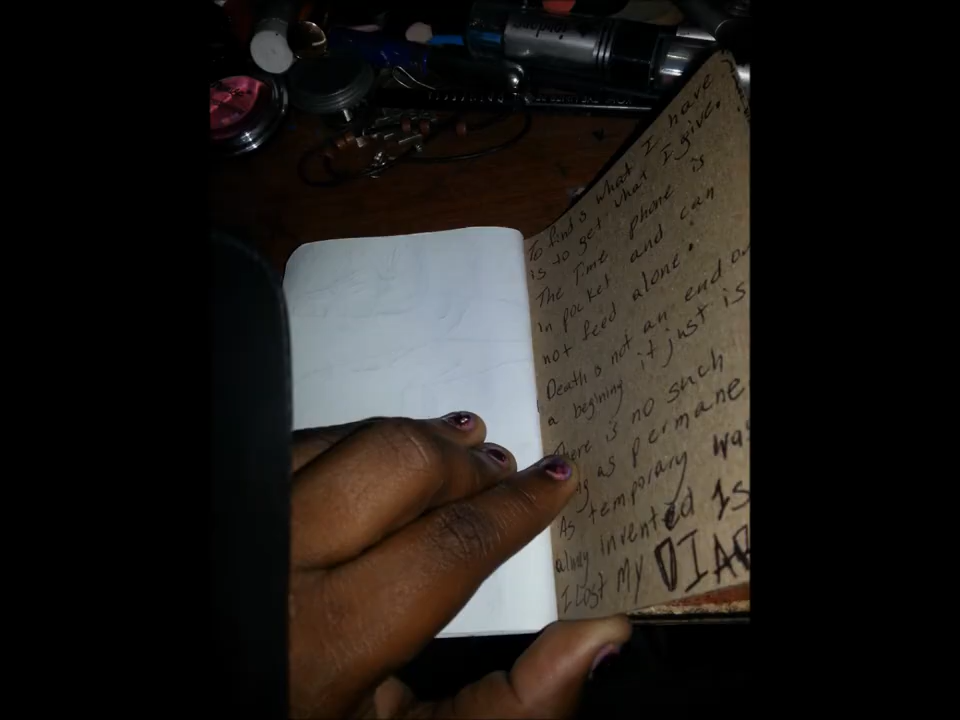 To find s what I have
is to get what I give.
The Time phone is
in pocket and can
not feed alone.
Death is not an end or
a begining it just is
There is no such
ng as permane
As temporary was
alway invented Is
I Lost My DIAR